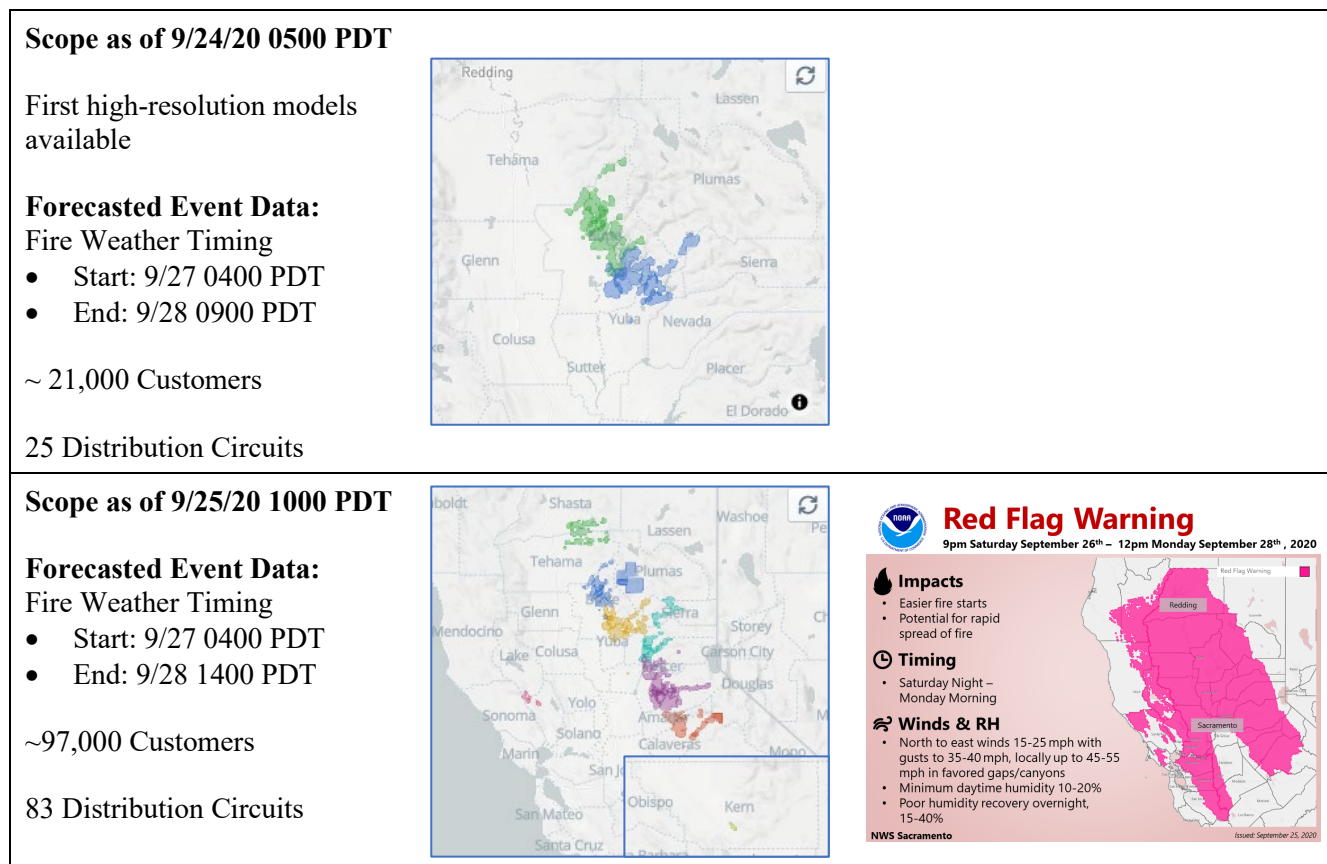 Scope as of 9/24/20 0500 PDT
First high-resolution models
available
Forecasted Event Data:
Fire Weather Timing
• Start: 9/27 0400 PDT
• End: 9/28 0900 PDT
~ 21,000 Customers
25 Distribution Circuits
Redding
Lassen
Tehama
Plumas
Glenn
Sierra
Yuba
Nevada
Colusa
Sutter
Placer
El Dorado
Scope as of 9/25/20 1000 PDT
Forecasted Event Data:
Fire Weather Timing
• Start: 9/27 0400 PDT
• End: 9/28 1400 PDT
~97,000 Customers
83 Distribution Circuits
boldt
Shasta
Washoe
Pe
Lassen
Tehama
Plumas
Glenn
Sierra
Mendocino
Yuba
Storey
Lake
Colusa
Carson City
Yolo
Douglas
Sonoma
Solano
Marin
Calaveras
Mono
San Jo
Obispo
Kern
San Mateo
Santa Cruz
Barbara
NOAA
Red Flag Warning
9pm Saturday September 26th – 12pm Monday September 28th , 2020
Red Flag Warning
Impacts
• Easier fire starts
• Potential for rapid
spread of fire
Timing
• Saturday Night –
Monday Morning
Winds & RH
• North to east winds 15-25 mph with
gusts to 35-40 mph, locally up to 45-55
mph in favored gaps/canyons
• Minimum daytime humidity 10-20%
• Poor humidity recovery overnight,
15-40%
Redding
Sacramento
NWS Sacramento
Issued: September 25, 2020